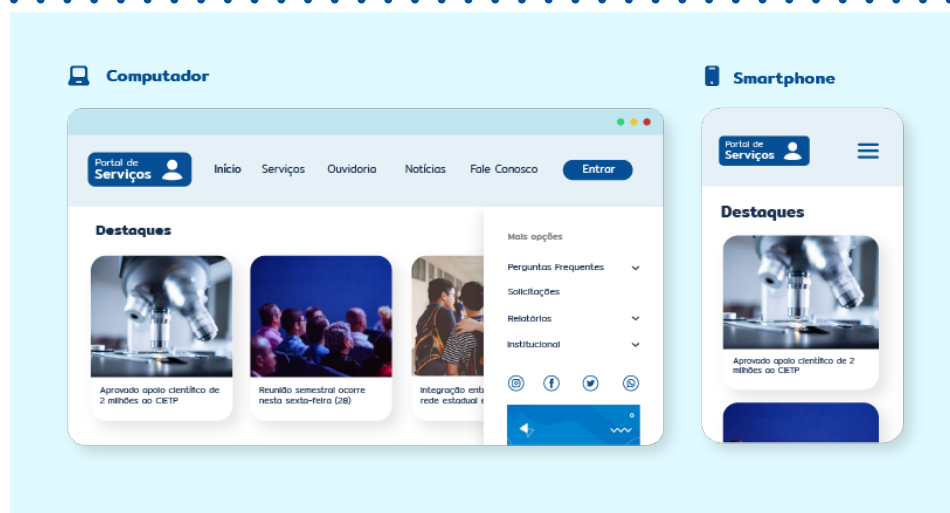 Computador
Portal de
Serviços
Início
Serviços
Ouvidoria
Notícias
Fale Conosco
Entrar
Destaques
Aprovado apoio científico de
2 milhões ao CIETP
Reunião semestral ocorre
nesta sexta-feira (28)
Integração ent
rede estadual e
Mais opções
Perguntas Frequentes
Solicitações
Relatórios
Institucional
Smartphone
Portal de
Serviços
Destaques
Aprovado apoio científico de 2
milhões ao CIETP